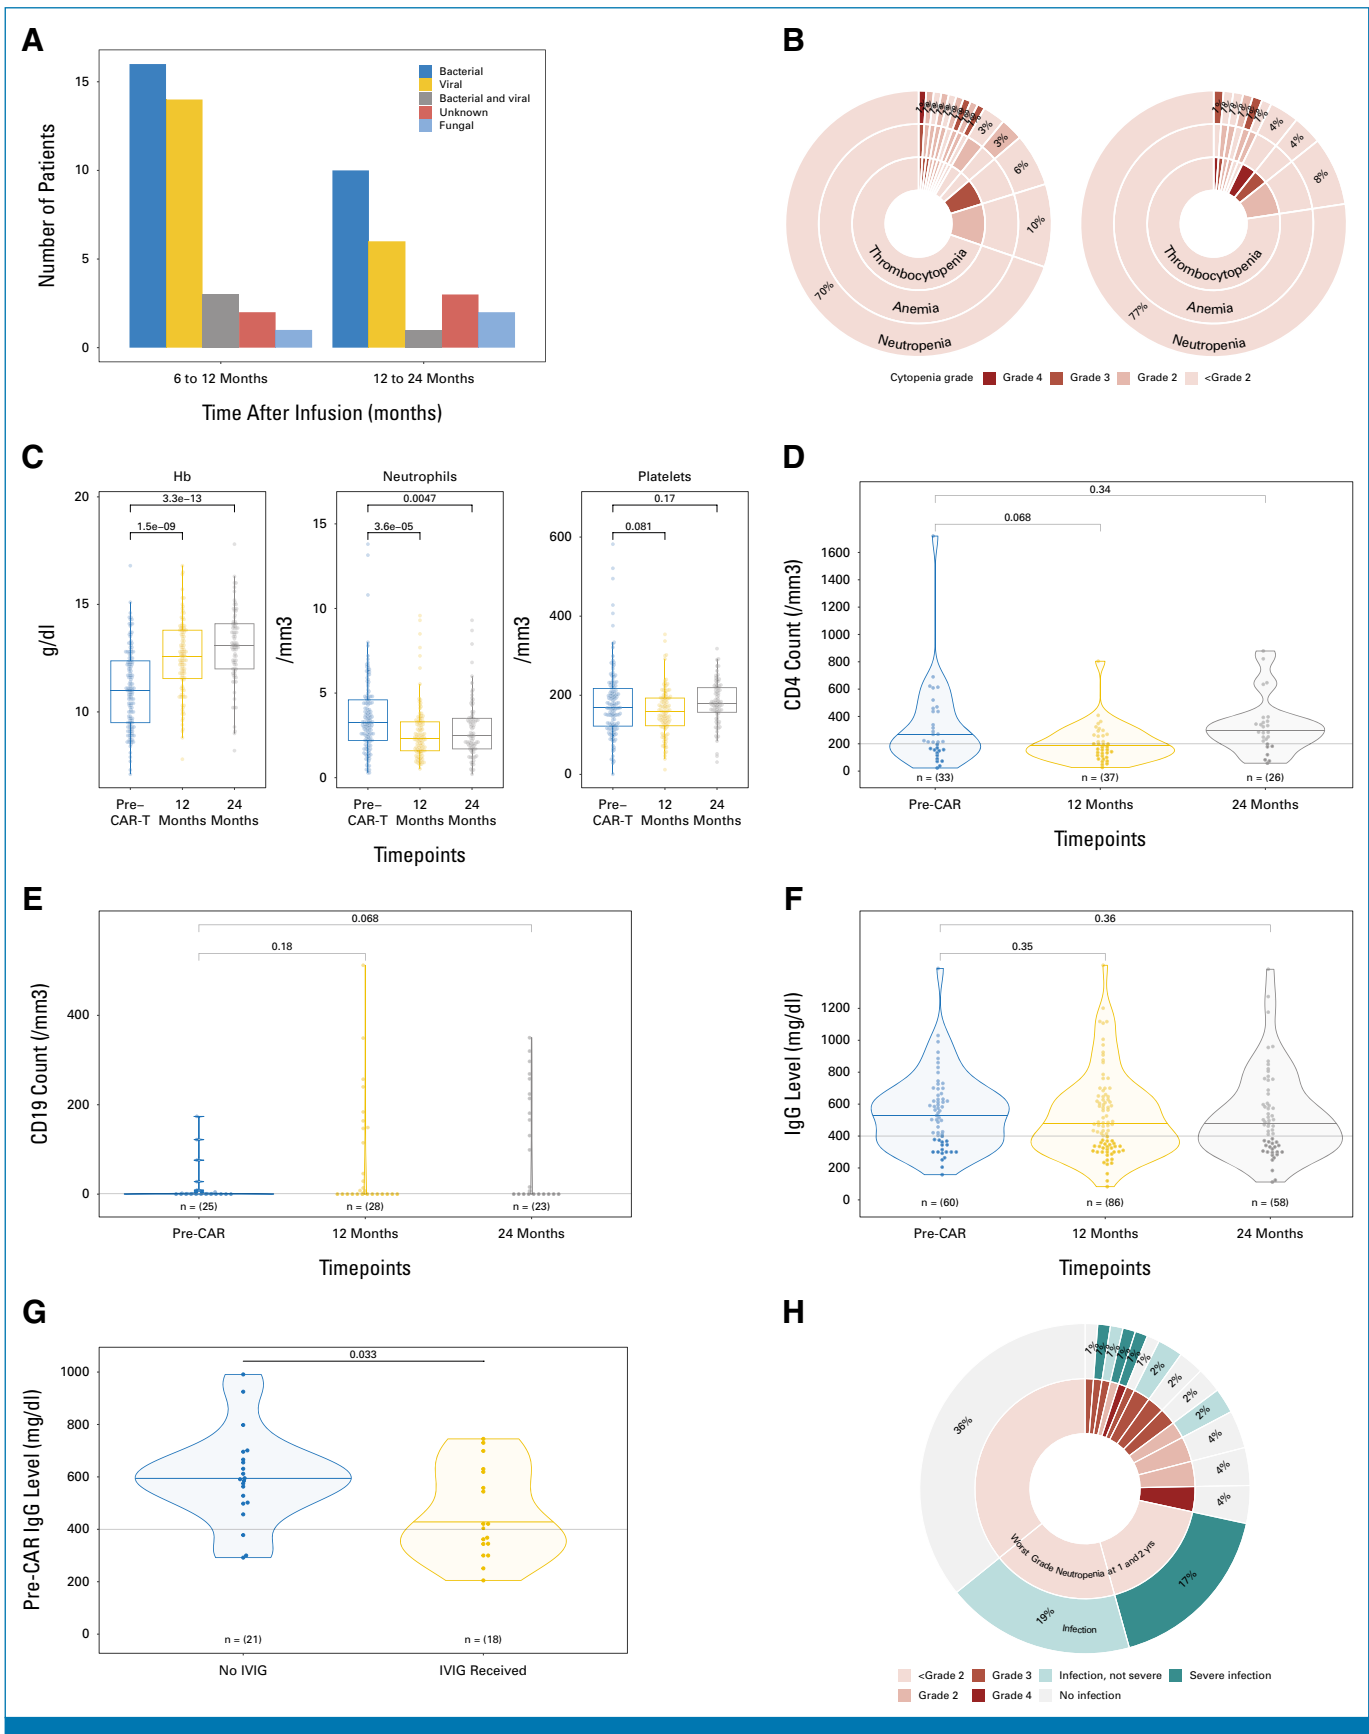 A
15
10
5
0
Number of Patients
Bacterial
Viral
Bacterial and viral
Unknown
Fungal
6 to 12 Months
12 to 24 Months
Time After Infusion (months)
B
3%
3%
6%
10%
70%
Thrombocytopenia
Anemia
Neutropenia
4%
4%
8%
77%
Thrombocytopenia
Anemia
Neutropenia
Cytopenia grade Grade 4 Grade 3 Grade 2 <Grade 2
C
Hb
3.3e–13
1.5e–09
20
15
10
g/dl
Pre–CAR-T
12 Months
24 Months
Neutrophils
0.0047
3.6e–05
15
10
5
0
/mm3
Pre–CAR-T
12 Months
24 Months
Platelets
0.17
0.081
600
400
200
0
/mm3
Pre–CAR-T
12 Months
24 Months
Timepoints
D
0.34
0.068
1600
1400
1200
1000
800
600
400
200
0
CD4 Count (/mm3)
n = (33)
n = (37)
n = (26)
Pre-CAR
12 Months
24 Months
Timepoints
E
0.068
0.18
400
200
0
CD19 Count (/mm3)
n = (25)
n = (28)
n = (23)
Pre-CAR
12 Months
24 Months
Timepoints
F
0.36
0.35
1200
1000
800
600
400
200
0
IgG Level (mg/dl)
n = (60)
n = (86)
n = (58)
Pre-CAR
12 Months
24 Months
Timepoints
G
0.033
1000
800
600
400
200
0
Pre-CAR IgG Level (mg/dl)
n = (21)
n = (18)
No IVIG
IVIG Received
H
1%
1%
1%
1%
1%
1%
2%
2%
2%
2%
4%
4%
4%
17%
19%
36%
Worst Grade Neutropenia at 1 and 2 yrs
Infection
<Grade 2 Grade 3 Infection, not severe Severe infection
Grade 2 Grade 4 No infection